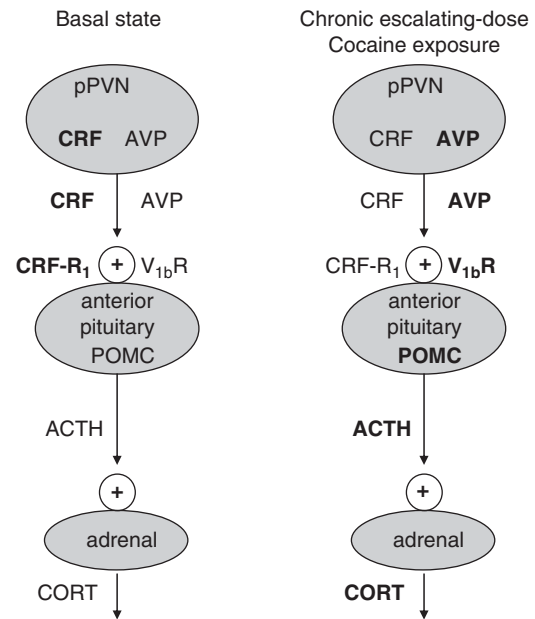 Basal state
pPVN
CRF AVP
CRF AVP
CRF-R1 + V1bR
anterior
pituitary
POMC
ACTH
+
adrenal
CORT
Chronic escalating-dose
Cocaine exposure
pPVN
CRF AVP
CRF AVP
CRF-R1 + V1bR
anterior
pituitary
POMC
ACTH
+
adrenal
CORT